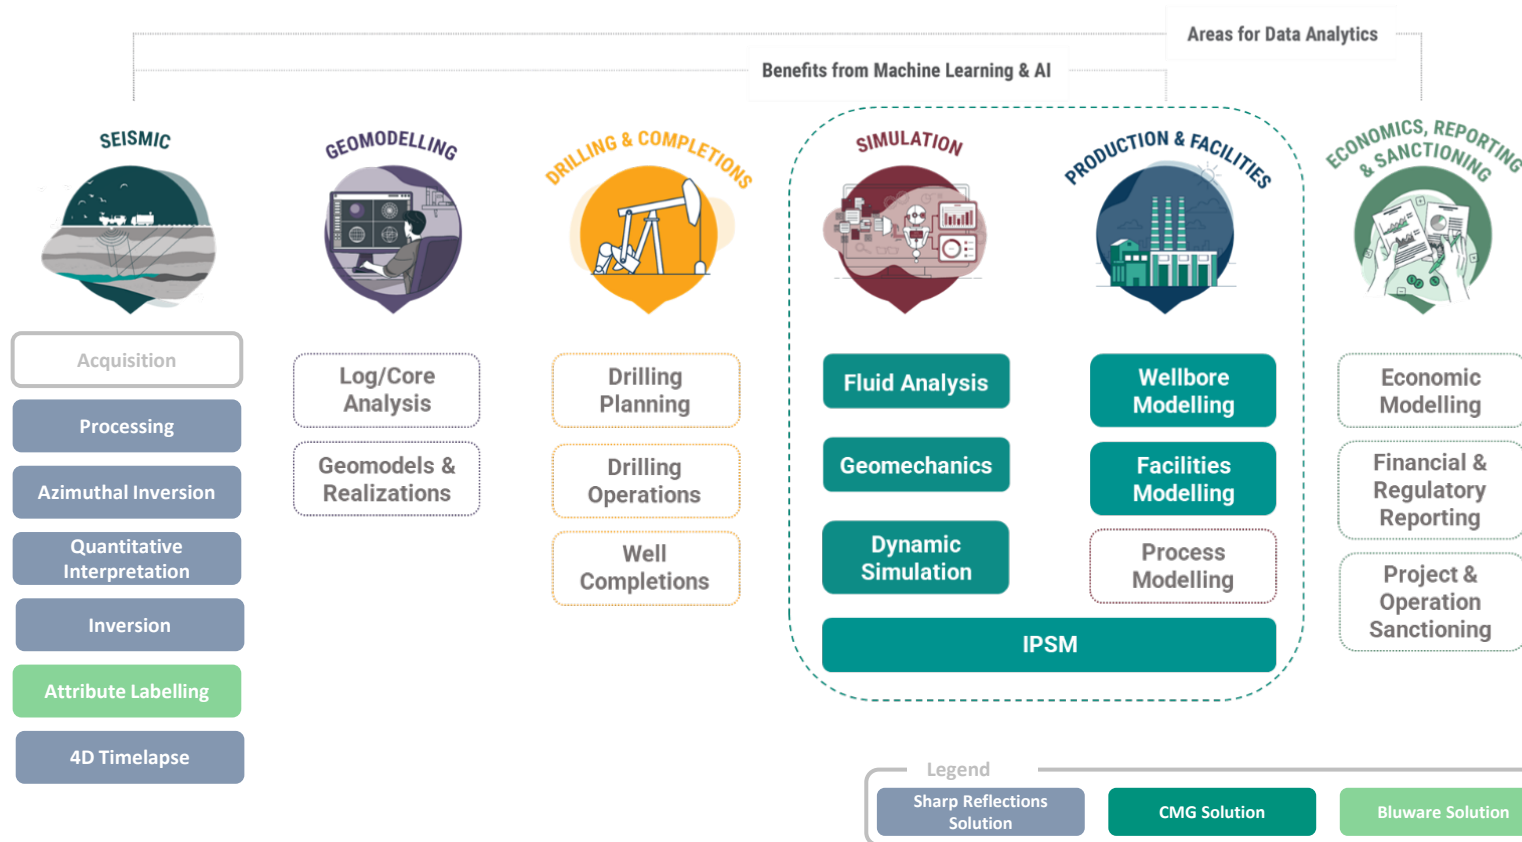 Areas for Data Analytics
Benefits from Machine Learning & AI
SEISMIC
GEOMODELLING
DRILLING & COMPLETIONS
SIMULATION
PRODUCTION & FACILITIES
ECONOMICS, REPORTING
& SANCTIONING
Acquisition
Processing
Azimuthal Inversion
Quantitative
Interpretation
Inversion
Attribute Labelling
4D Timelapse
Log/Core
Analysis
Geomodels &
Realizations
Drilling
Planning
Drilling
Operations
Well
Completions
Fluid Analysis
Geomechanics
Dynamic
Simulation
Wellbore
Modelling
Facilities
Modelling
Process
Modelling
IPSM
Economic
Modelling
Financial &
Regulatory
Reporting
Project &
Operation
Sanctioning
Legend
Sharp Reflections
Solution
CMG Solution
Bluware Solution